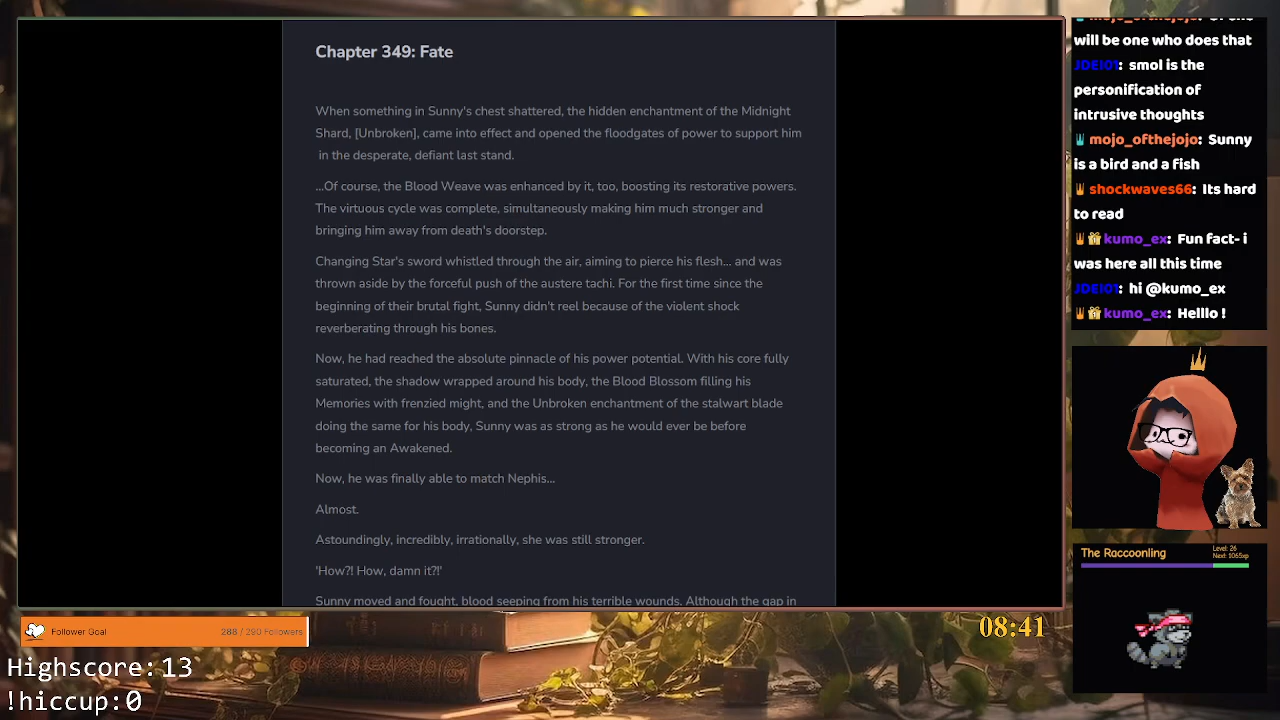 Chapter 349: Fate
When something in Sunny's chest shattered, the hidden enchantment of the Midnight
Shard, [Unbroken], came into effect and opened the floodgates of power to support him
in the desperate, defiant last stand.
...Of course, the Blood Weave was enhanced by it, too, boosting its restorative powers.
The virtuous cycle was complete, simultaneously making him much stronger and
bringing him away from death's doorstep.
Changing Star's sword whistled through the air, aiming to pierce his flesh... and was
thrown aside by the forceful push of the austere tachi. For the first time since the
beginning of their brutal fight, Sunny didn't reel because of the violent shock
reverberating through his bones.
Now, he had reached the absolute pinnacle of his power potential. With his core fully
saturated, the shadow wrapped around his body, the Blood Blossom filling his
Memories with frenzied might, and the Unbroken enchantment of the stalwart blade
doing the same for his body, Sunny was as strong as he would ever be before
becoming an Awakened.
Now, he was finally able to match Nephis...
Almost.
Astoundingly, incredibly, irrationally, she was still stronger.
'How?! How, damn it?!'
Sunny moved and fought, blood seeping from his terrible wounds. Although the gap in
will be one who does that
JDEI01: smol is the
personification of
intrusive thoughts
mojo_ofthejojo: Sunny
is a bird and a fish
shockwaves66: Its hard
to read
kumo_ex: Fun fact- i
was here all this time
JDEI01: hi @kumo_ex
kumo_ex: Helllo !
The Raccoonling
Level: 26
Next: 1065xp
Follower Goal
288 / 290 Followers
08:41
Highscore:13
!hiccup:0